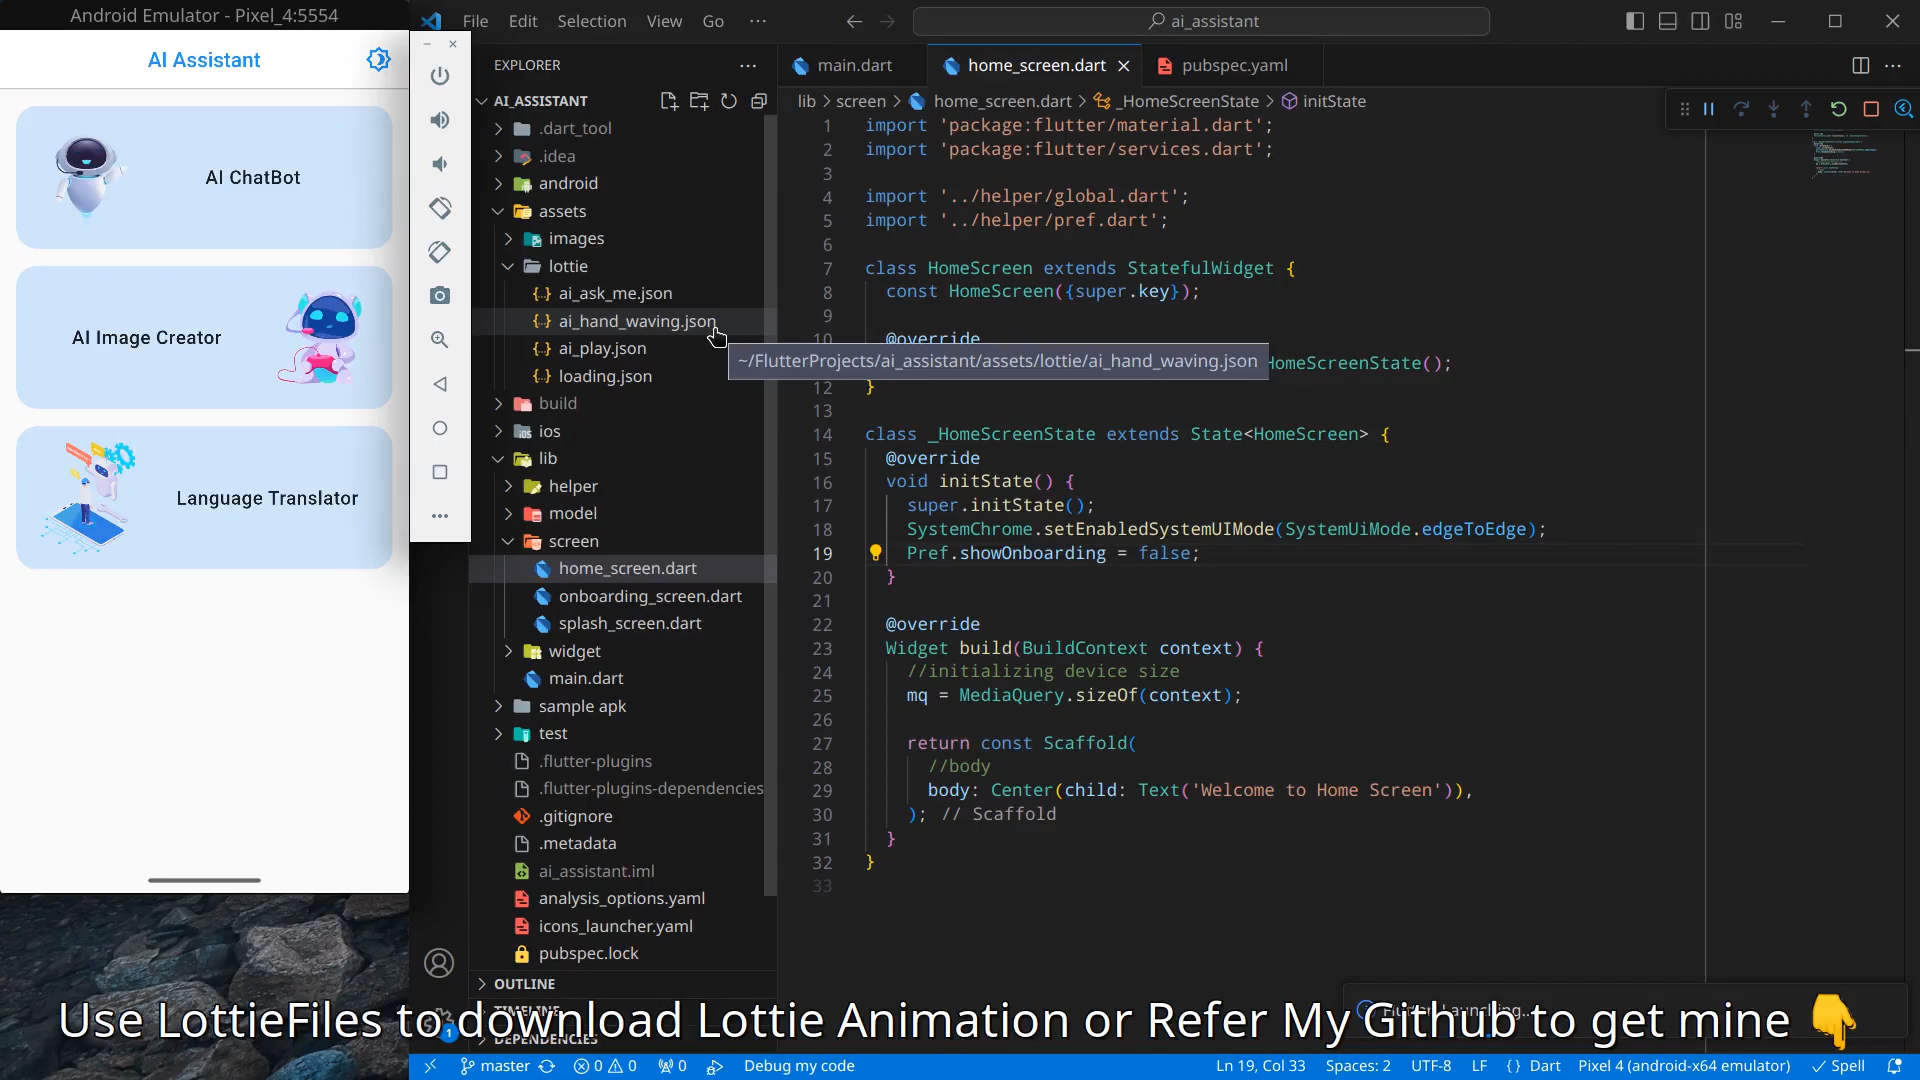 Android Emulator - Pixel_4:5554
AI Assistant
AI ChatBot
AI Image Creator
Language Translator
File Edit Selection View Go ···
ai_assistant
EXPLORER
AI_ASSISTANT
.dart_tool
.idea
android
assets
images
lottie
ai_ask_me.json
ai_hand_waving.json
ai_play.json
loading.json
build
ios
lib
helper
model
screen
home_screen.dart
onboarding_screen.dart
splash_screen.dart
widget
main.dart
sample apk
test
.flutter-plugins
.flutter-plugins-dependencies
.gitignore
.metadata
ai_assistant.iml
analysis_options.yaml
icons_launcher.yaml
pubspec.lock
OUTLINE
TIMELINE
DEPENDENCIES
main.dart home_screen.dart pubspec.yaml
lib > screen > home_screen.dart > _HomeScreenState > initState
1 import 'package:flutter/material.dart';
2 import 'package:flutter/services.dart';
3
4 import '../helper/global.dart';
5 import '../helper/pref.dart';
6
7 class HomeScreen extends StatefulWidget {
8 const HomeScreen({super.key});
9
10 @override
~/FlutterProjects/ai_assistant/assets/lottie/ai_hand_waving.json HomeScreenState();
12 }
13
14 class _HomeScreenState extends State<HomeScreen> {
15 @override
16 void initState() {
17 super.initState();
18 SystemChrome.setEnabledSystemUIMode(SystemUiMode.edgeToEdge);
19 Pref.showOnboarding = false;
20 }
21
22 @override
23 Widget build(BuildContext context) {
24 //initializing device size
25 mq = MediaQuery.sizeOf(context);
26
27 return const Scaffold(
28 //body
29 body: Center(child: Text('Welcome to Home Screen')),
30 ); // Scaffold
31 }
32 }
33
Flutter: Launching...
Use LottieFiles to download Lottie Animation or Refer My Github to get mine 👇
1
master 0 0 0 Debug my code Ln 19, Col 33 Spaces: 2 UTF-8 LF {} Dart Pixel 4 (android-x64 emulator) Spell